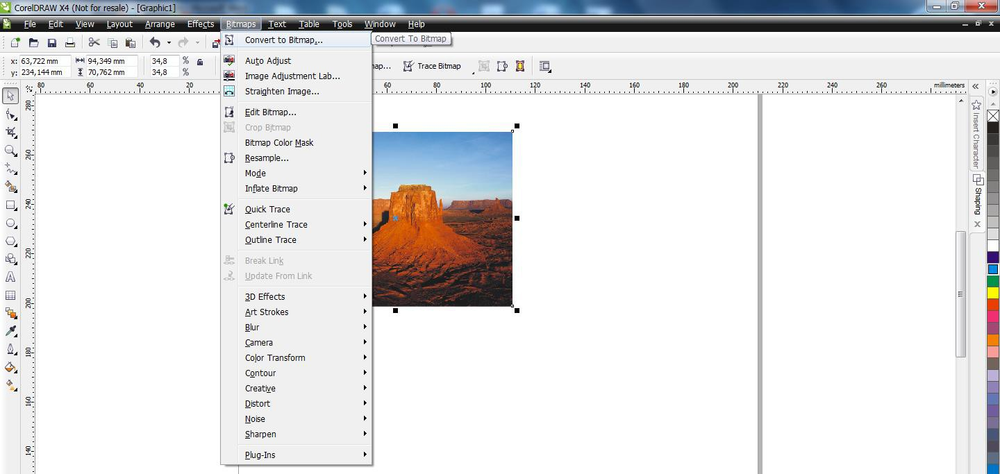 CorelDRAW X4 (Not for resale) - [Graphic1]
File Edit View Layout Arrange Effects Bitmaps Text Table Tools Window Help
Convert to Bitmap...
Convert To Bitmap
x: 63,722 mm 94,349 mm 34,8 %
y: 234,144 mm 70,762 mm 34,8 %
Trace Bitmap
80 60 40 20 60 80 100 120 140 160 180 200 220 240 260 millimeters
280
260
240
220
200
180
160
140
Auto Adjust
Image Adjustment Lab...
Straighten Image...
Edit Bitmap...
Crop Bitmap
Bitmap Color Mask
Resample...
Mode
Inflate Bitmap
Quick Trace
Centerline Trace
Outline Trace
Break Link
Update From Link
3D Effects
Art Strokes
Blur
Camera
Color Transform
Contour
Creative
Distort
Noise
Sharpen
Plug-Ins
Insert Character
Shaping